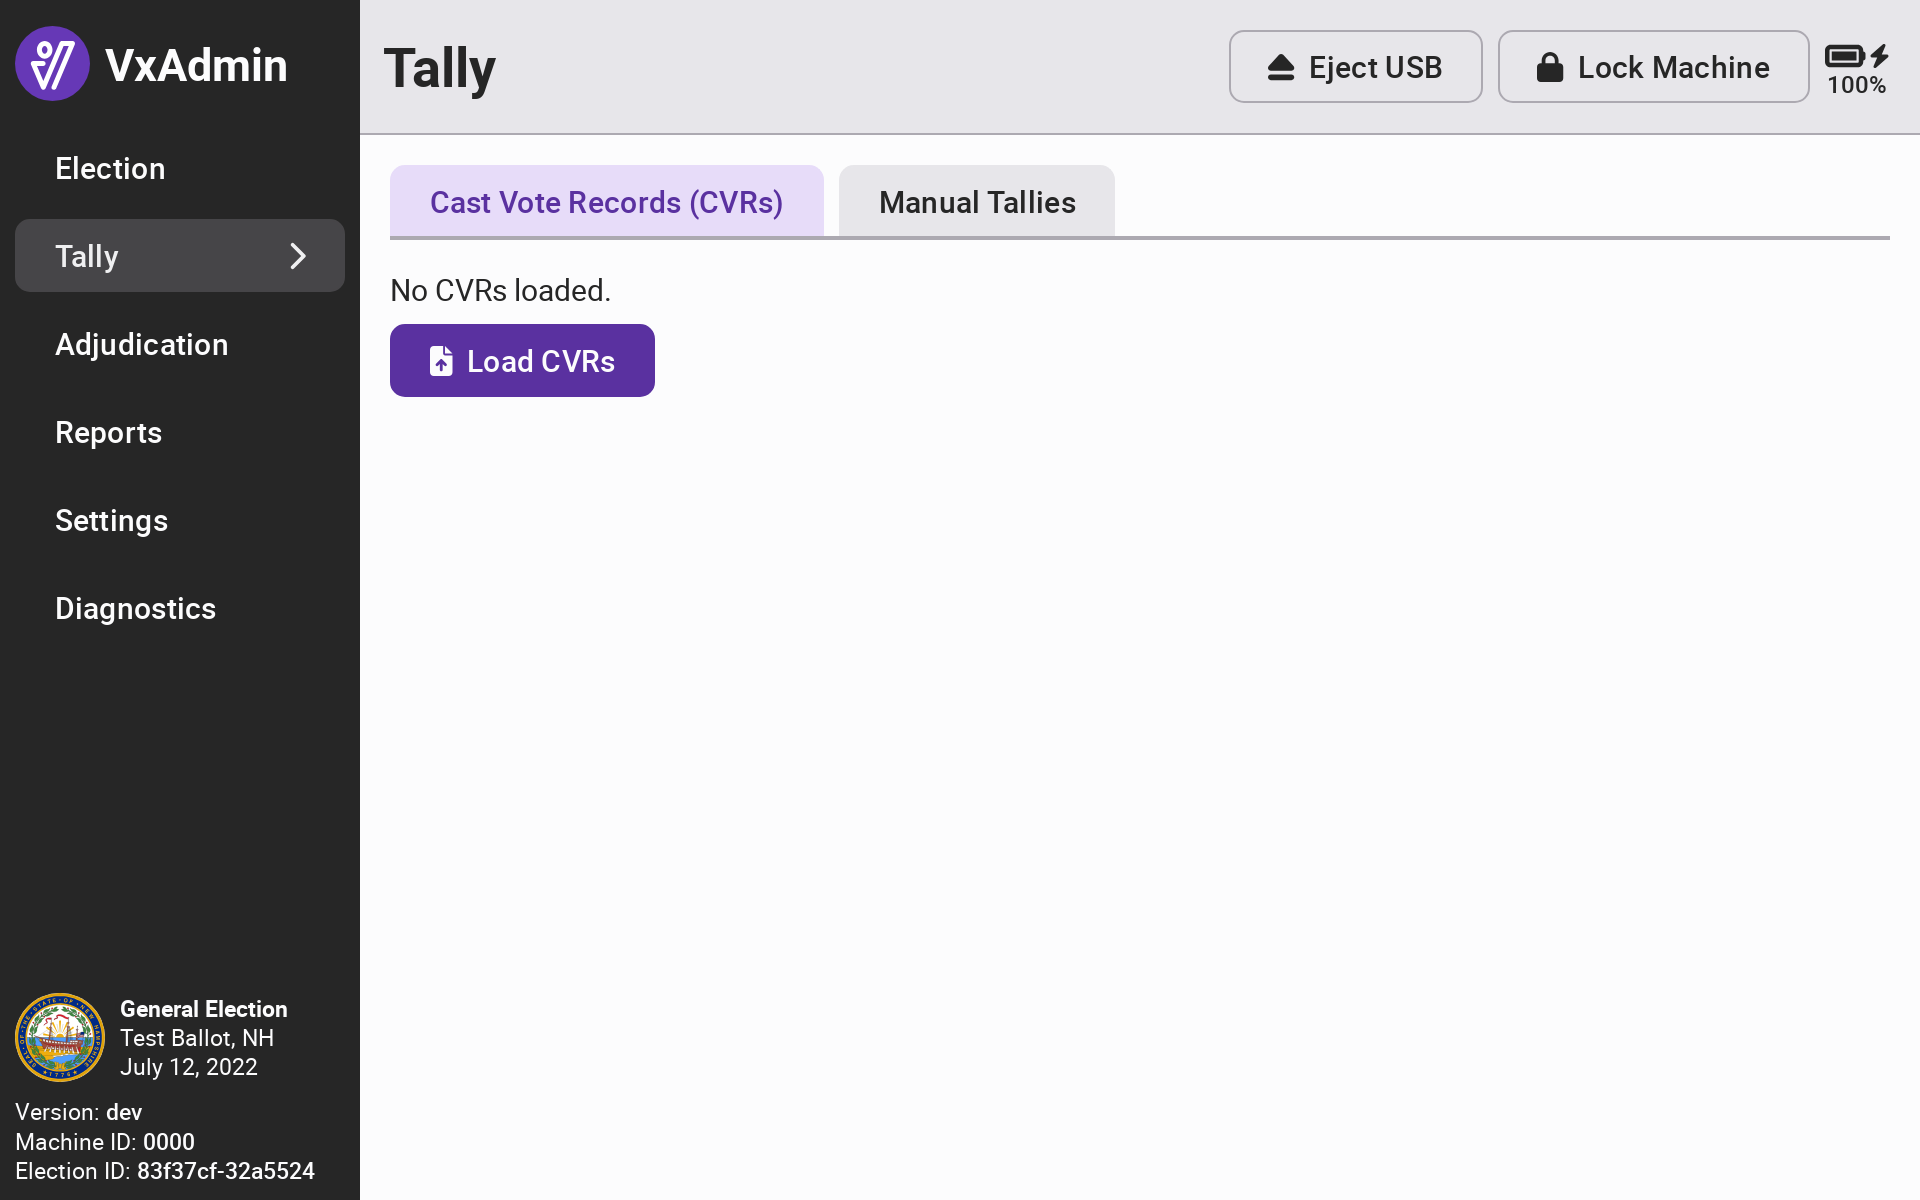 VxAdmin
Election
Tally
Adjudication
Reports
Settings
Diagnostics
General Election
Test Ballot, NH
July 12, 2022
Version: dev
Machine ID: 0000
Election ID: 83f37cf-32a5524
Tally
Eject USB
Lock Machine
100%
Cast Vote Records (CVRs)
Manual Tallies
No CVRs loaded.
Load CVRs